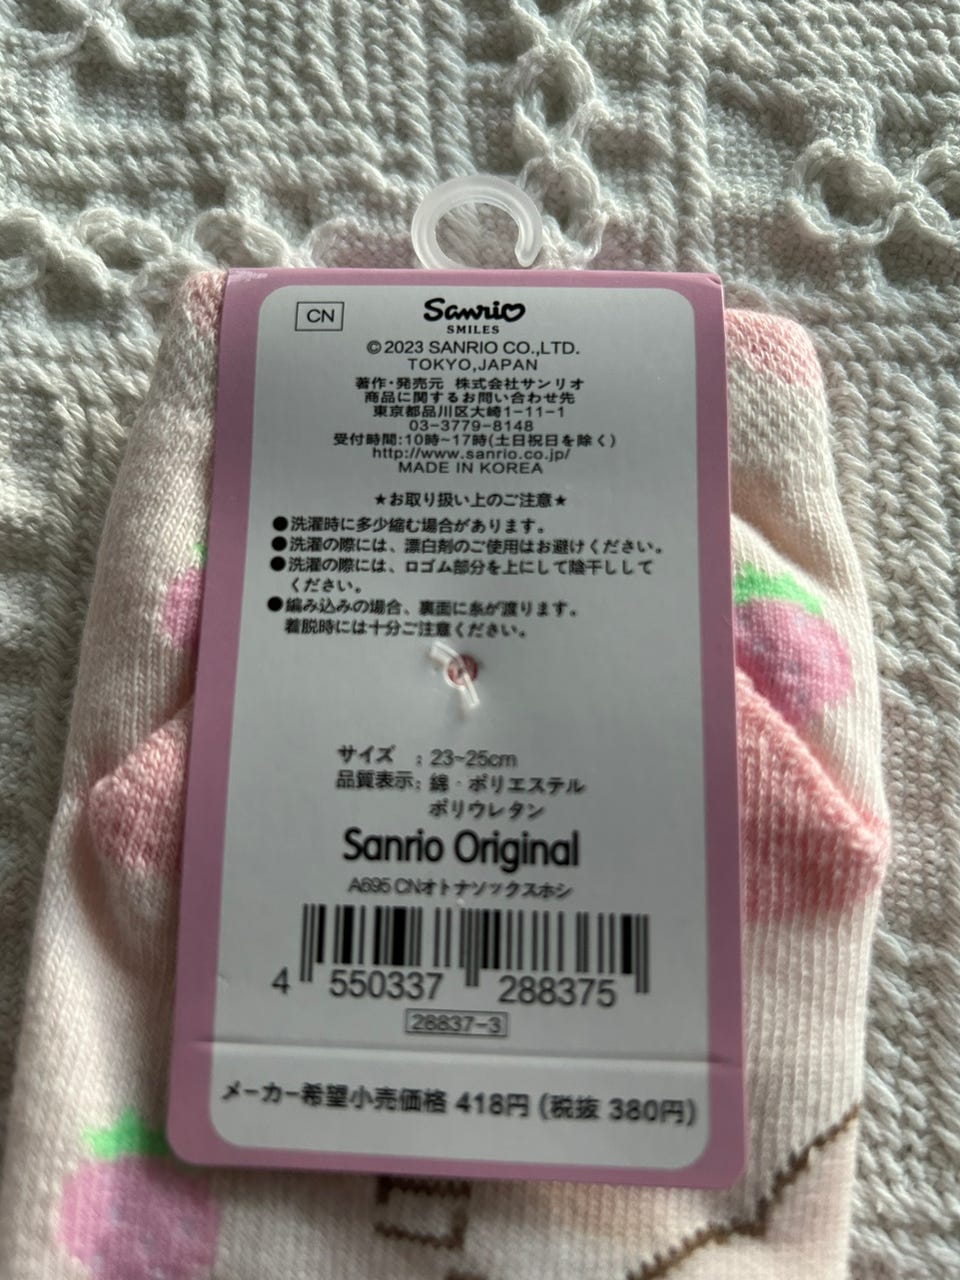 CN
Sanrio
SMILES
©2023 SANRIO CO.,LTD.
TOKYO,JAPAN
著作・発売元 株式会社サンリオ
商品に関するお問い合わせ先
東京都品川区大崎1-11-1
03-3779-8148
受付時間:10時~17時(土日祝日を除く)
http://www.sanrio.co.jp/
MADE IN KOREA
★お取り扱い上のご注意★
●洗濯時に多少縮む場合があります。
●洗濯の際には、漂白剤のご使用はお避けください。
●洗濯の際には、ロゴム部分を上にして陰干しして
ください。
●編み込みの場合、裏面に糸が渡ります。
着脱時には十分ご注意ください。
サイズ : 23~25cm
品質表示: 錦・ポリエステル
ポリウレタン
Sanrio Original
A695 CNオトナソックスホシ
4 550337 288375
28837-3
メーカー希望小売価格 418円 (税抜 380円)